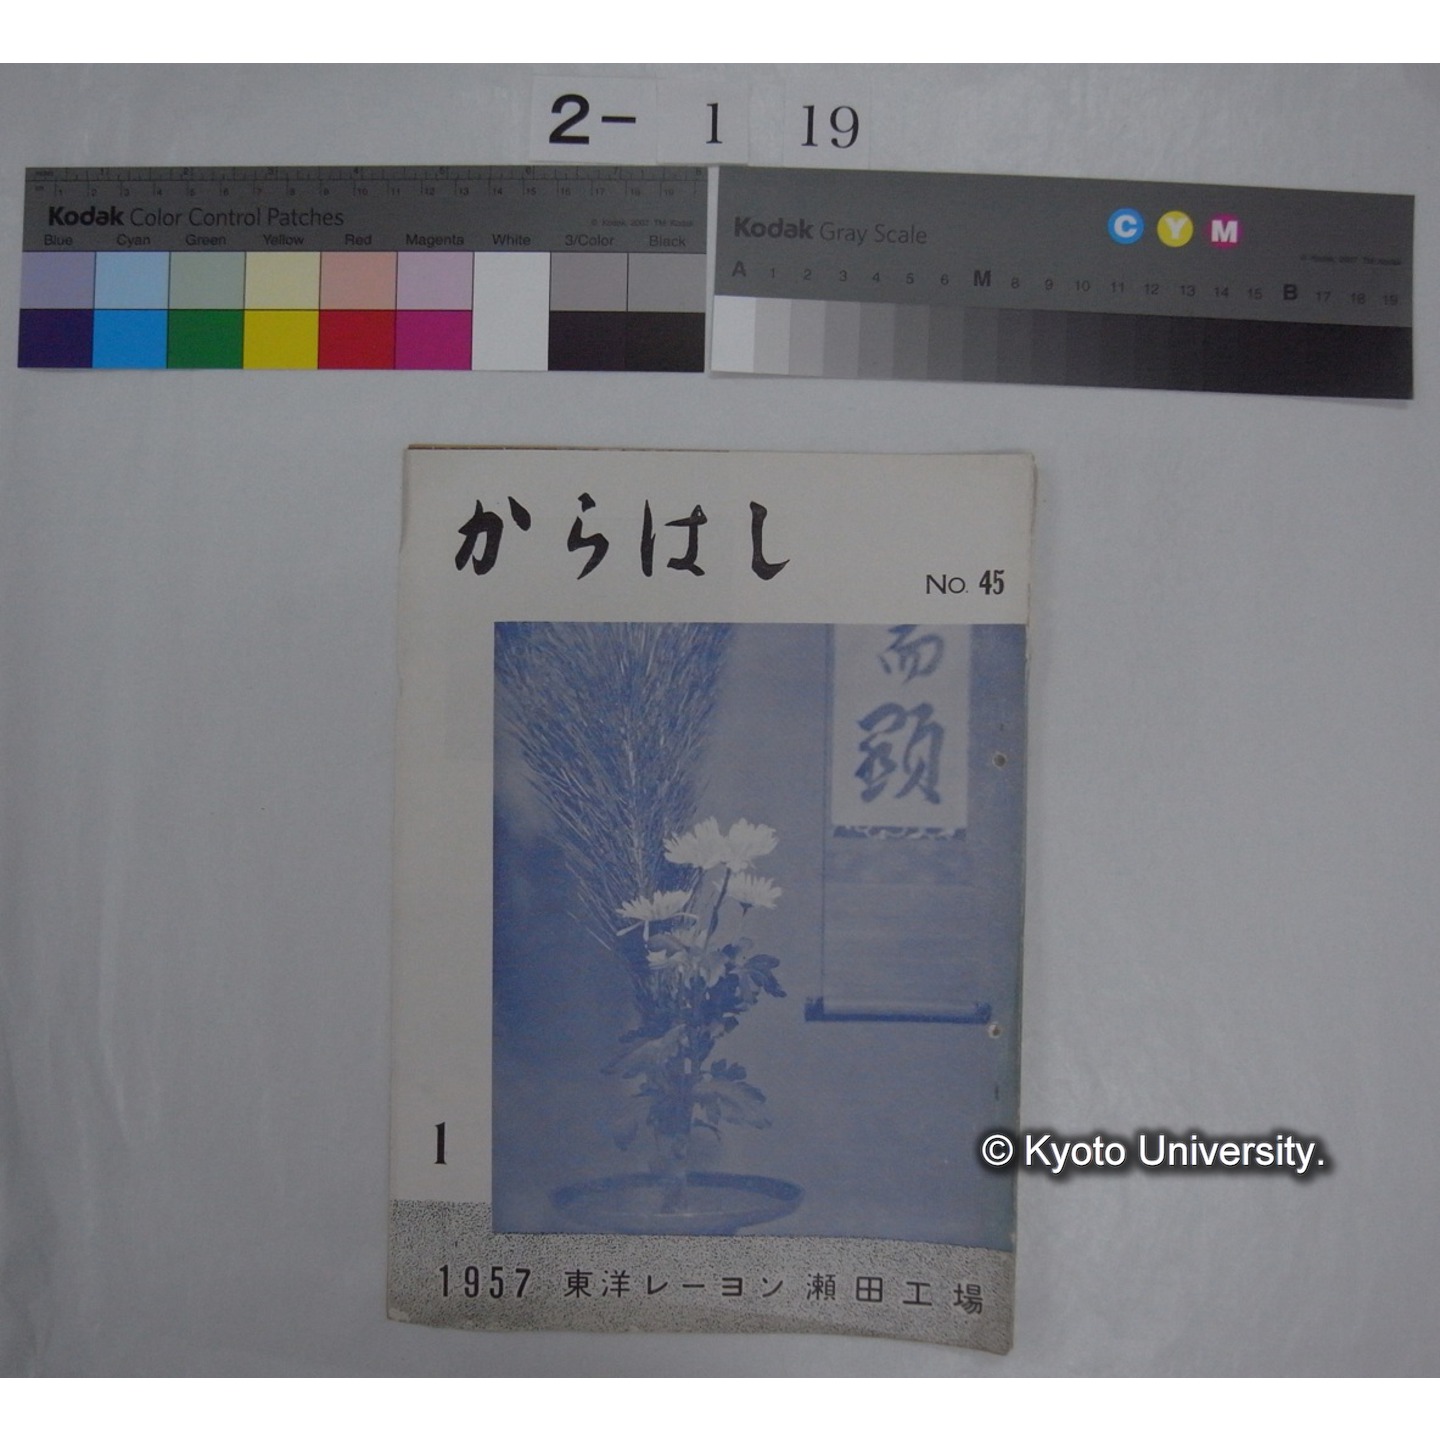 2- 1 19
Kodak Color Control Patches
Blue Cyan Green Yellow Red Magenta White 3/Color Black
Kodak Gray Scale
C Y M
A 1 2 3 4 5 6 M 8 9 10 11 12 13 14 15 B 17 18 19
からはし
No. 45
而
顕
1
© Kyoto University.
1957 東洋レーヨン瀬田工場